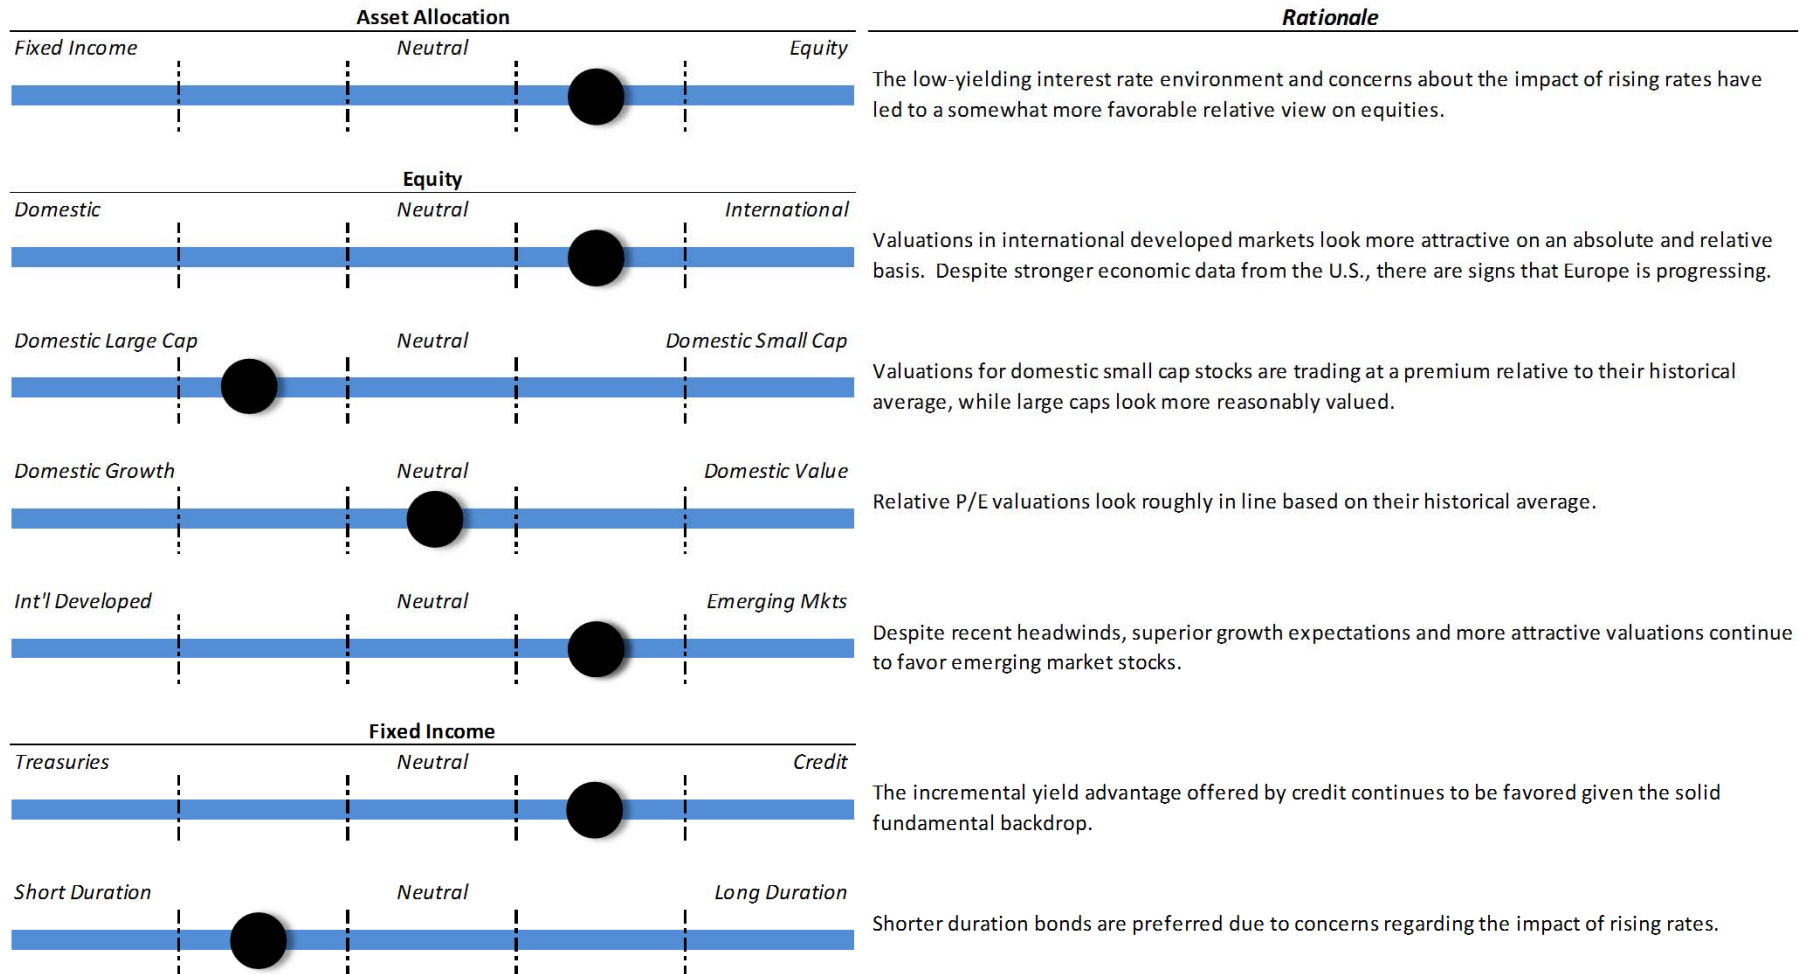 Asset Allocation
Rationale
Fixed Income Neutral Equity
The low-yielding interest rate environment and concerns about the impact of rising rates have
led to a somewhat more favorable relative view on equities.
Equity
Domestic Neutral International
Valuations in international developed markets look more attractive on an absolute and relative
basis.  Despite stronger economic data from the U.S., there are signs that Europe is progressing.
Domestic Large Cap Neutral Domestic Small Cap
Valuations for domestic small cap stocks are trading at a premium relative to their historical
average, while large caps look more reasonably valued.
Domestic Growth Neutral Domestic Value
Relative P/E valuations look roughly in line based on their historical average.
Int'l Developed Neutral Emerging Mkts
Despite recent headwinds, superior growth expectations and more attractive valuations continue
to favor emerging market stocks.
Fixed Income
Treasuries Neutral Credit
The incremental yield advantage offered by credit continues to be favored given the solid
fundamental backdrop.
Short Duration Neutral Long Duration
Shorter duration bonds are preferred due to concerns regarding the impact of rising rates.